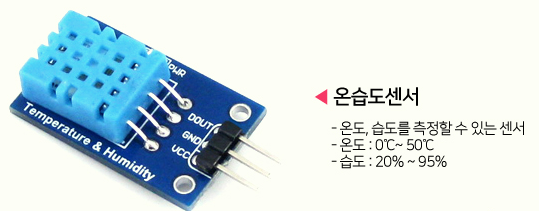 DOUT
GND
VCC
Temperature & Humidity
온습도센서
- 온도, 습도를 측정할 수 있는 센서
- 온도 : 0℃~ 50℃
- 습도 : 20% ~ 95%